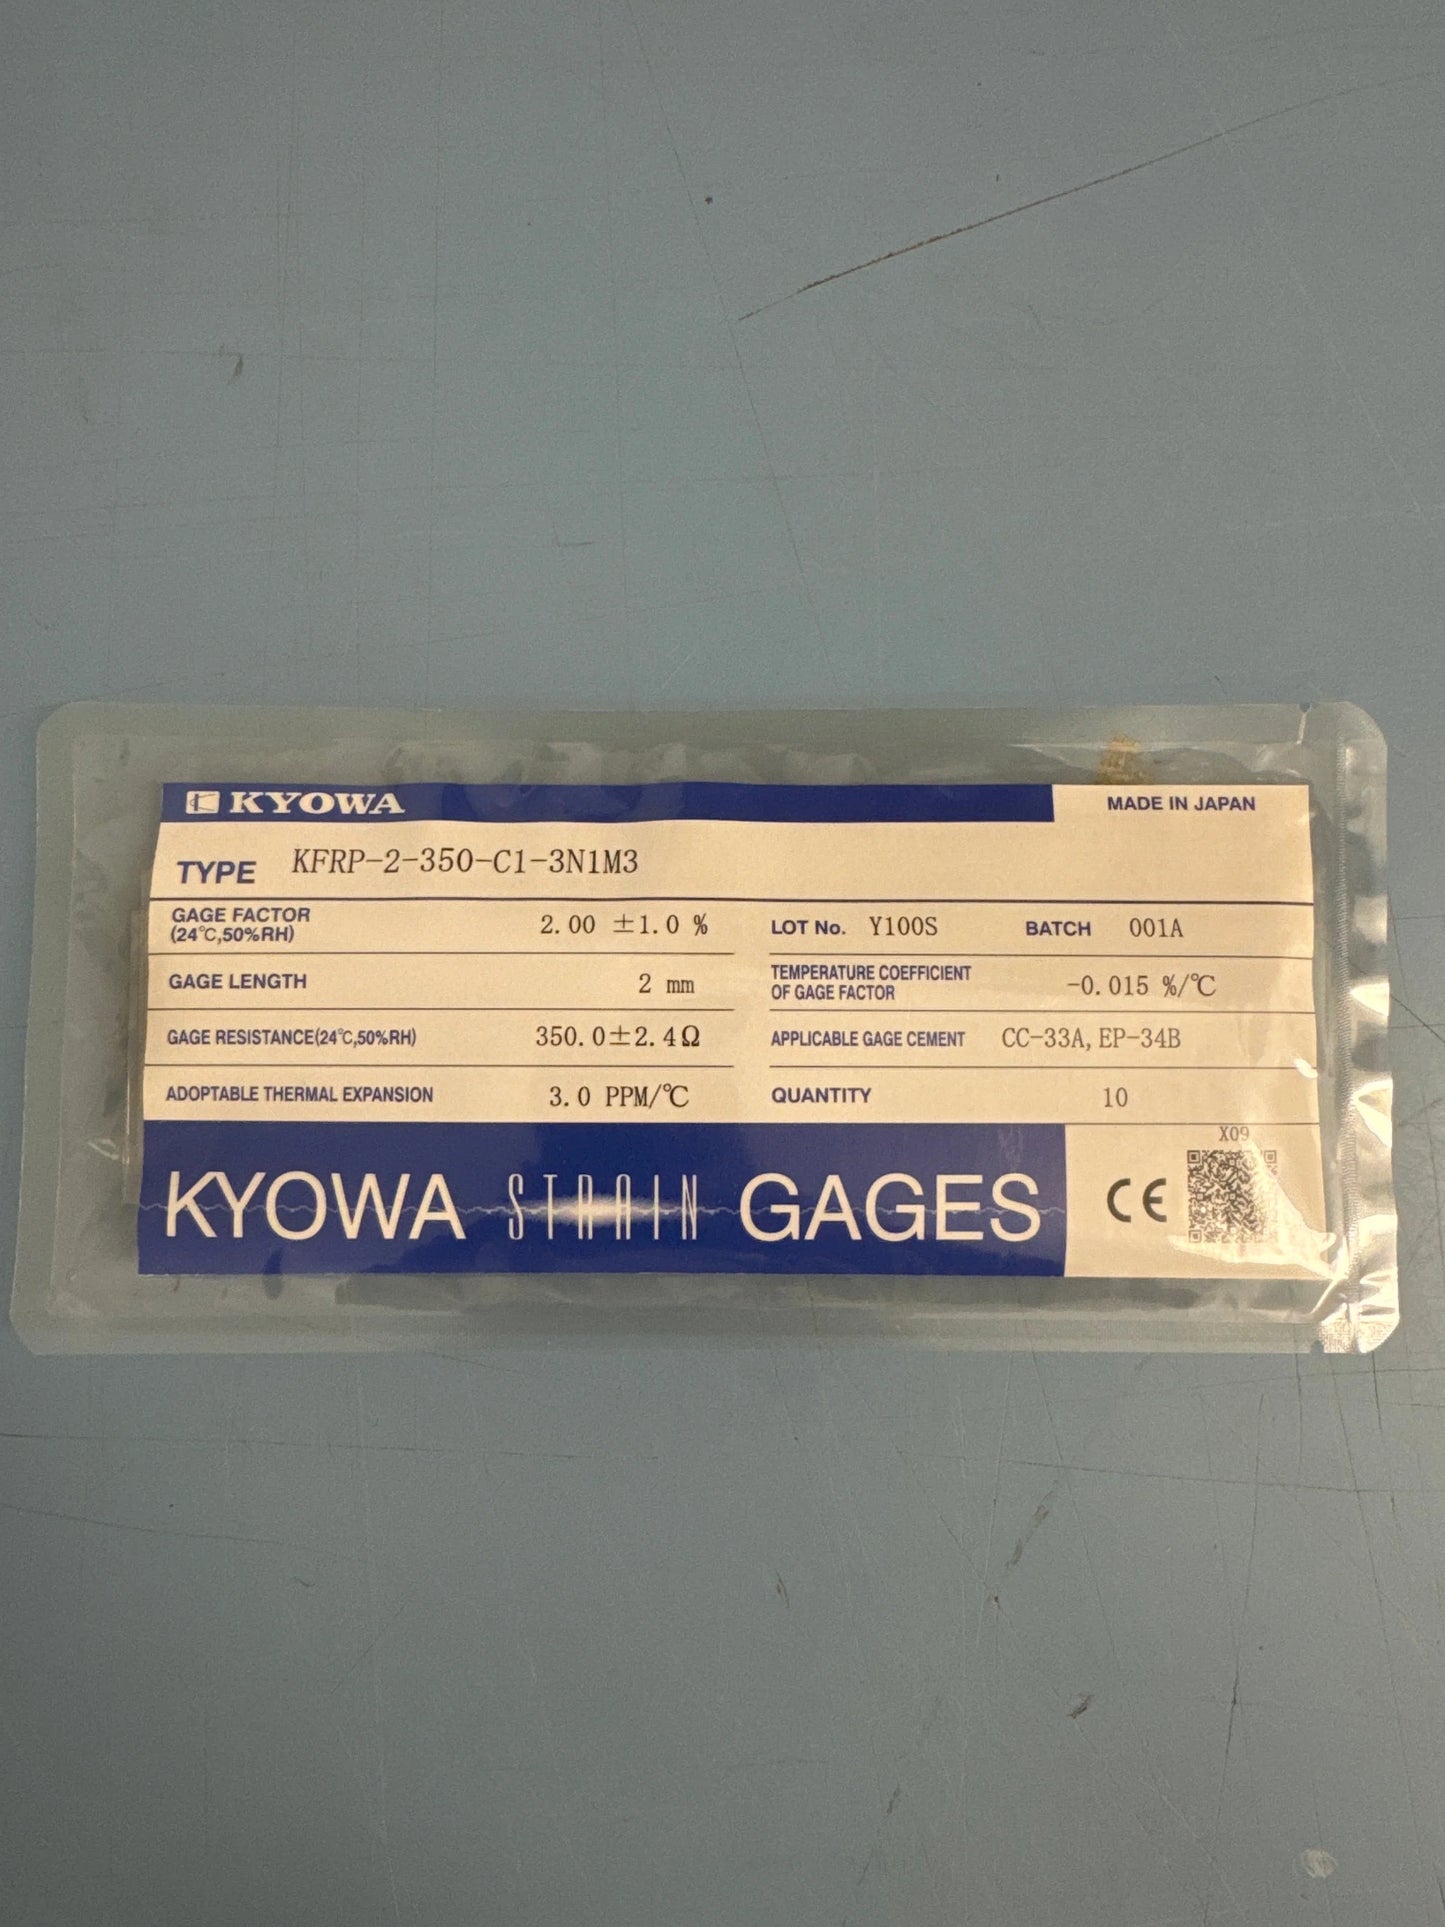 KYOWA
MADE IN JAPAN
TYPE KFRP-2-350-C1-3N1M3
GAGE FACTOR
(24℃,50%RH)
2.00 ±1.0 %
LOT No. Y100S BATCH 001A
GAGE LENGTH 2 mm
TEMPERATURE COEFFICIENT
OF GAGE FACTOR
-0.015 %/℃
GAGE RESISTANCE(24℃,50%RH) 350.0±2.4Ω
APPLICABLE GAGE CEMENT CC-33A, EP-34B
ADOPTABLE THERMAL EXPANSION 3.0 PPM/℃
QUANTITY 10
X09
KYOWA STRAIN GAGES
CE